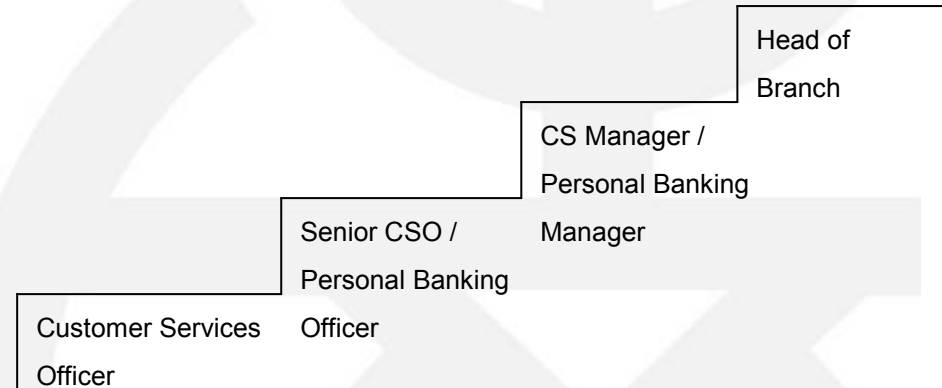 Head of
Branch
CS Manager /
Personal Banking
Manager
Senior CSO /
Personal Banking
Officer
Customer Services
Officer